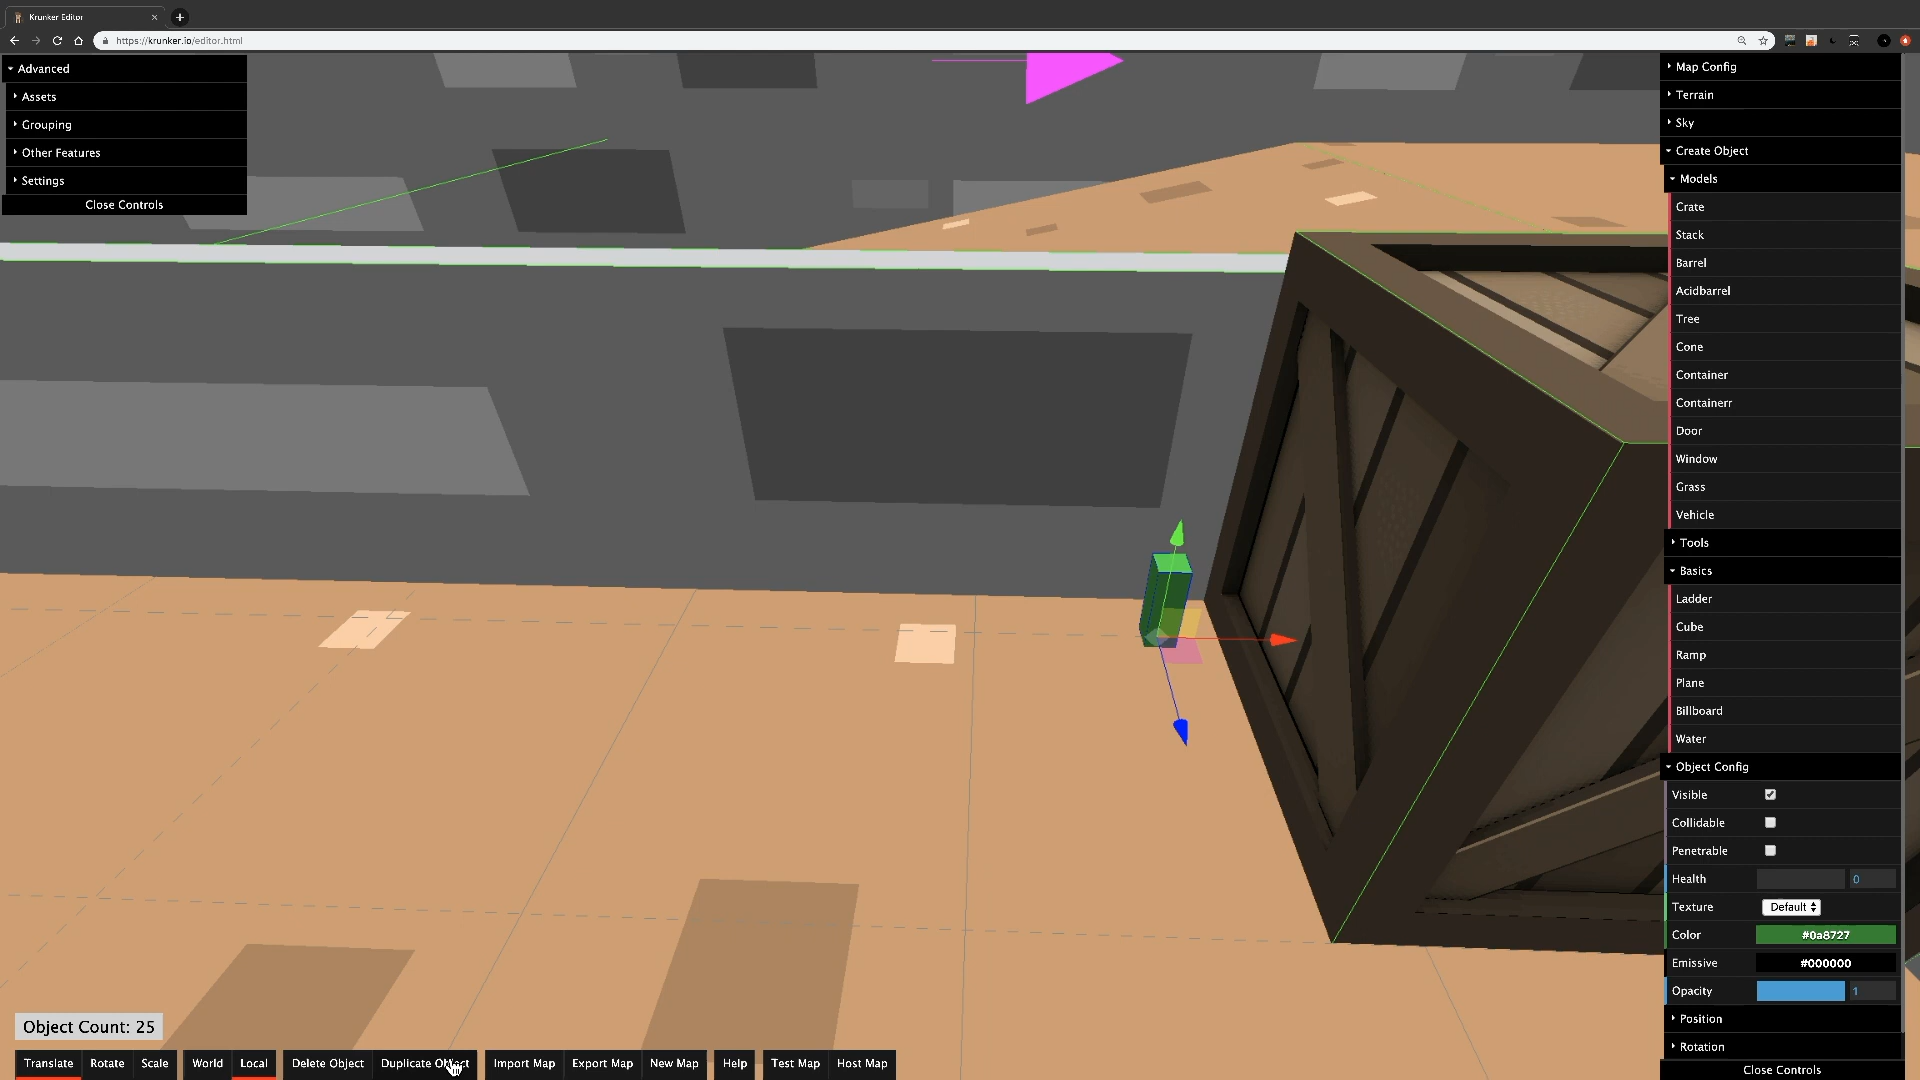 Krunker Editor
https://krunker.io/editor.html
Advanced
Assets
Grouping
Other Features
Settings
Close Controls
Map Config
Terrain
Sky
Create Object
Models
Crate
Stack
Barrel
Acidbarrel
Tree
Cone
Container
Containerr
Door
Window
Grass
Vehicle
Tools
Basics
Ladder
Cube
Ramp
Plane
Billboard
Water
Object Config
Visible
Collidable
Penetrable
Health 0
Texture Default
Color #0a8727
Emissive #000000
Opacity 1
Position
Rotation
Close Controls
Object Count: 25
Translate Rotate Scale World Local Delete Object Duplicate Object Import Map Export Map New Map Help Test Map Host Map